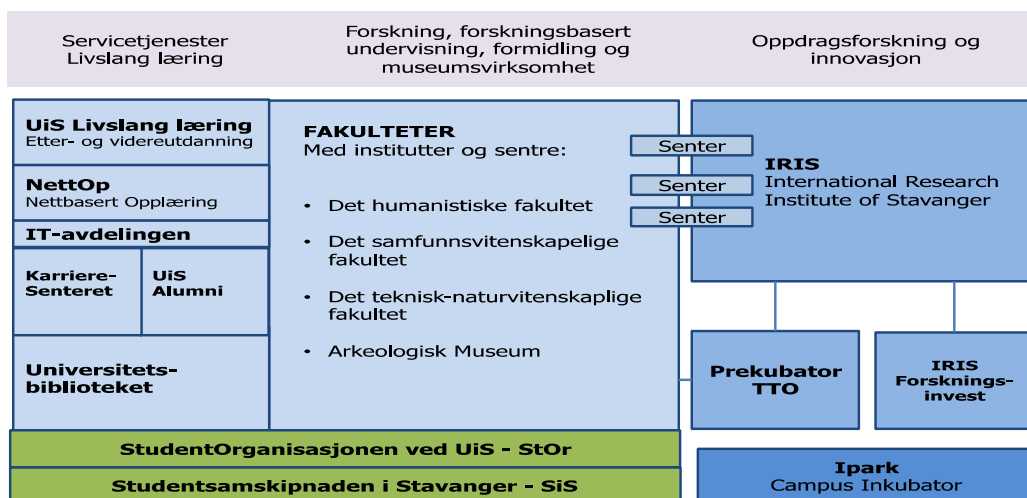 Servicetjenester
Livslang læring
Forskning, forskningsbasert
undervisning, formidling og
museumsvirksomhet
Oppdragsforskning og
innovasjon
UiS Livslang læring
Etter- og videreutdanning
NettOp
Nettbasert Opplæring
IT-avdelingen
Karriere-
Senteret
UiS
Alumni
Universitets-
biblioteket
FAKULTETER
Med institutter og sentre:
• Det humanistiske fakultet
• Det samfunnsvitenskapelige
fakultet
• Det teknisk-naturvitenskaplige
fakultet
• Arkeologisk Museum
Senter
Senter
Senter
IRIS
International Research
Institute of Stavanger
Prekubator
TTO
IRIS
Forsknings-
invest
StudentOrganisasjonen ved UiS - StOr
Studentsamskipnaden i Stavanger - SiS
Ipark
Campus Inkubator